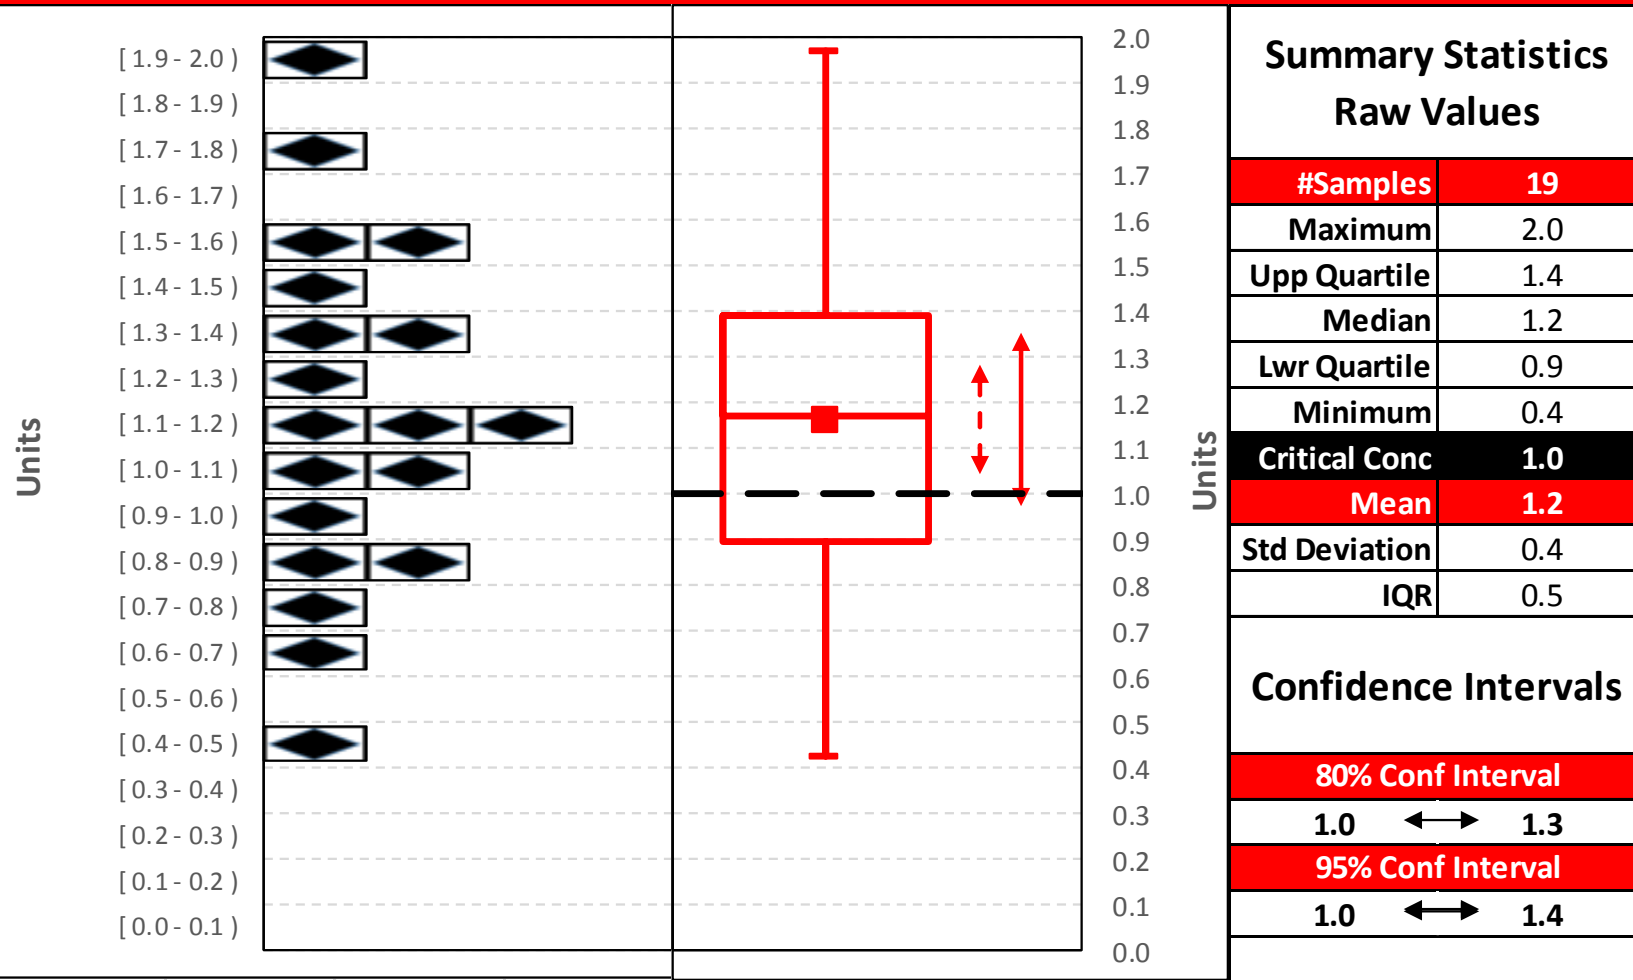 Units
[ 1.9 - 2.0 )
[ 1.8 - 1.9 )
[ 1.7 - 1.8 )
[ 1.6 - 1.7 )
[ 1.5 - 1.6 )
[ 1.4 - 1.5 )
[ 1.3 - 1.4 )
[ 1.2 - 1.3 )
[ 1.1 - 1.2 )
[ 1.0 - 1.1 )
[ 0.9 - 1.0 )
[ 0.8 - 0.9 )
[ 0.7 - 0.8 )
[ 0.6 - 0.7 )
[ 0.5 - 0.6 )
[ 0.4 - 0.5 )
[ 0.3 - 0.4 )
[ 0.2 - 0.3 )
[ 0.1 - 0.2 )
[ 0.0 - 0.1 )
2.0
1.9
1.8
1.7
1.6
1.5
1.4
1.3
1.2
1.1
1.0
0.9
0.8
0.7
0.6
0.5
0.4
0.3
0.2
0.1
0.0
Units
Summary Statistics
Raw Values
#Samples 19
Maximum 2.0
Upp Quartile 1.4
Median 1.2
Lwr Quartile 0.9
Minimum 0.4
Critical Conc 1.0
Mean 1.2
Std Deviation 0.4
IQR 0.5
Confidence Intervals
80% Conf Interval
1.0 1.3
95% Conf Interval
1.0 1.4